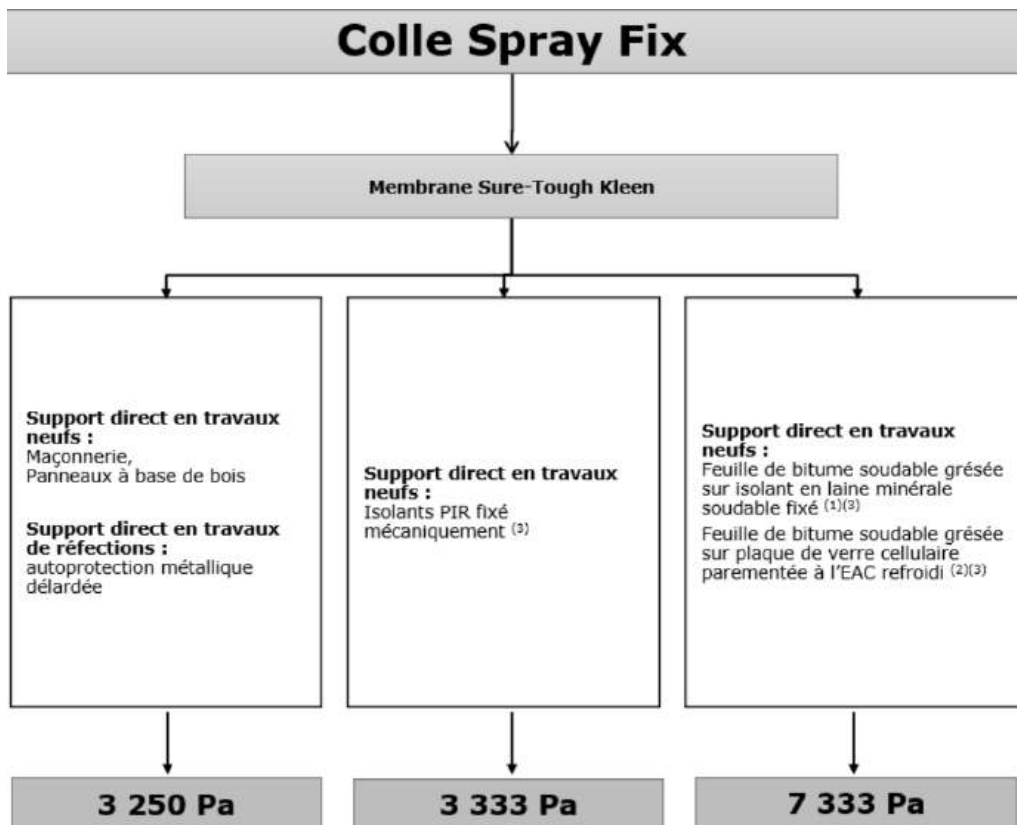 Colle Spray Fix
Membrane Sure-Tough Kleen
Support direct en travaux
neufs :
Maçonnerie,
Panneaux à base de bois
Support direct en travaux
de réfections :
autoprotection métallique
délardée
Support direct en travaux
neufs :
Isolants PIR fixé
mécaniquement (3)
Support direct en travaux
neufs :
Feuille de bitume soudable grésée
sur isolant en laine minérale
soudable fixé (1)(3)
Feuille de bitume soudable grésée
sur plaque de verre cellulaire
parementée à l'EAC refroidi (2)(3)
3 250 Pa
3 333 Pa
7 333 Pa